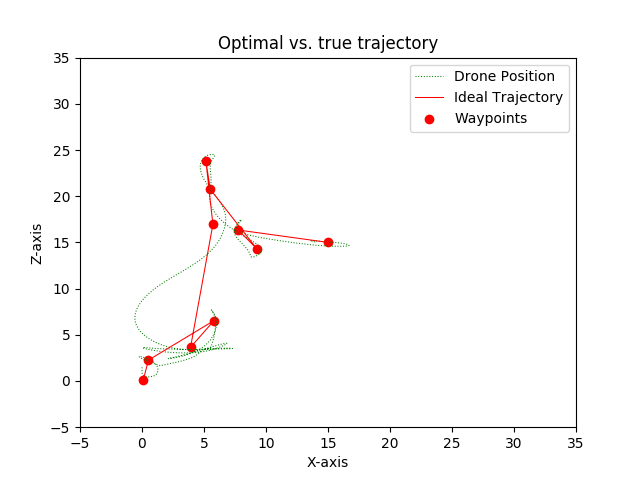 Optimal vs. true trajectory
Drone Position
Ideal Trajectory
Waypoints
35
30
25
20
15
10
5
0
−5
Z-axis
−5 0 5 10 15 20 25 30 35
X-axis